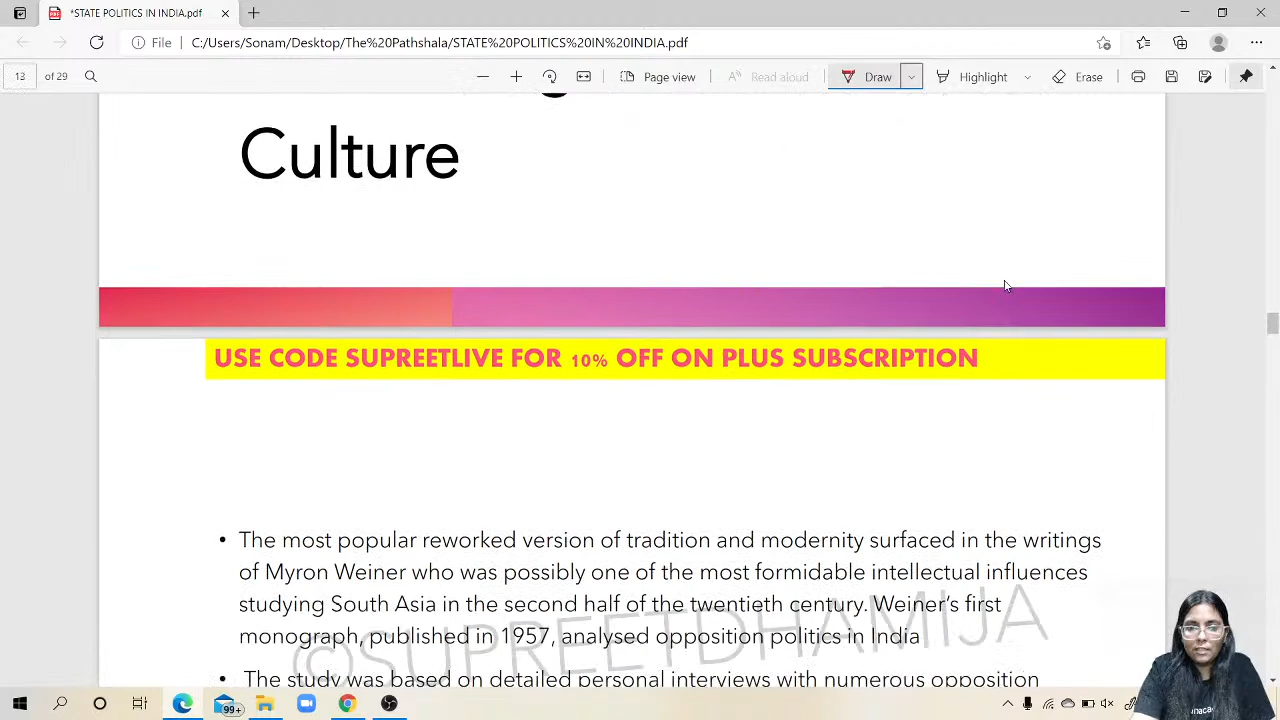 *STATE POLITICS IN INDIA.pdf
File C:/Users/Sonam/Desktop/The%20Pathshala/STATE%20POLITICS%20IN%20INDIA.pdf
13 of 29 Page view Read aloud Draw Highlight Erase
Culture
USE CODE SUPREETLIVE FOR 10% OFF ON PLUS SUBSCRIPTION
• The most popular reworked version of tradition and modernity surfaced in the writings
of Myron Weiner who was possibly one of the most formidable intellectual influences
studying South Asia in the second half of the twentieth century. Weiner's first
monograph, published in 1957, analysed opposition politics in India
©SUPREETDHAMIJA
• The study was based on detailed personal interviews with numerous opposition
99+